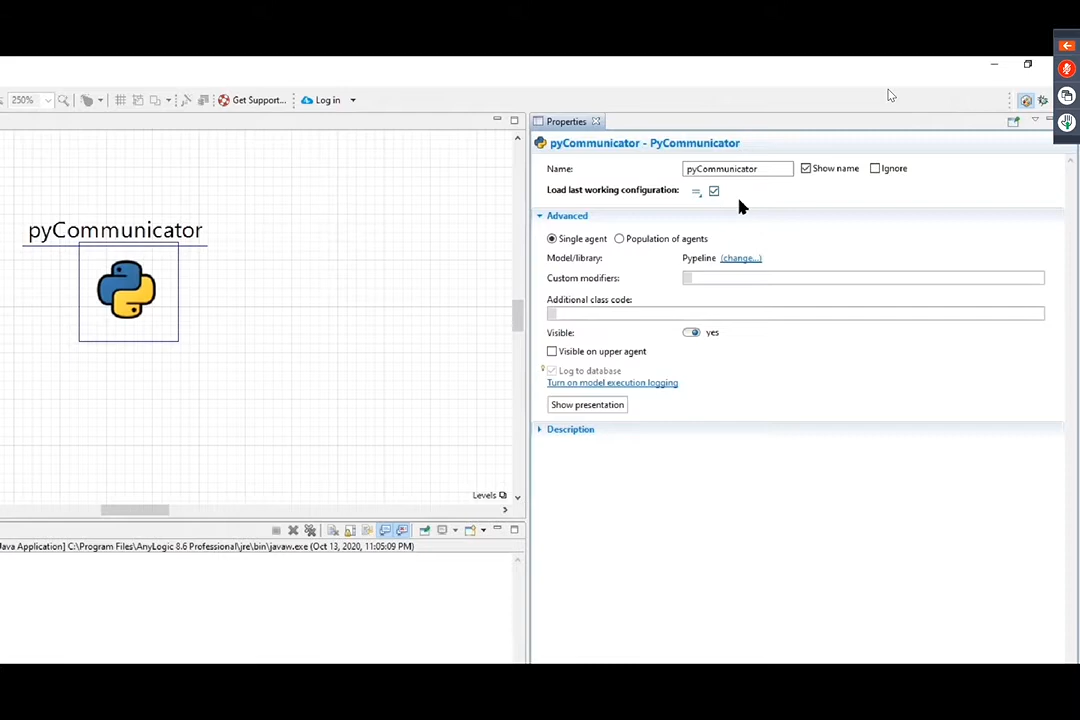 250%
Get Support...
Log in
Properties
pyCommunicator - PyCommunicator
Name:
pyCommunicator
Show name
Ignore
Load last working configuration:
Advanced
Single agent
Population of agents
Model/library:
Pypeline (change...)
Custom modifiers:
Additional class code:
Visible:
yes
Visible on upper agent
Log to database
Turn on model execution logging
Show presentation
Description
pyCommunicator
Levels
Java Application] C:\Program Files\AnyLogic 8.6 Professional\jre\bin\javaw.exe (Oct 13, 2020, 11:05:09 PM)